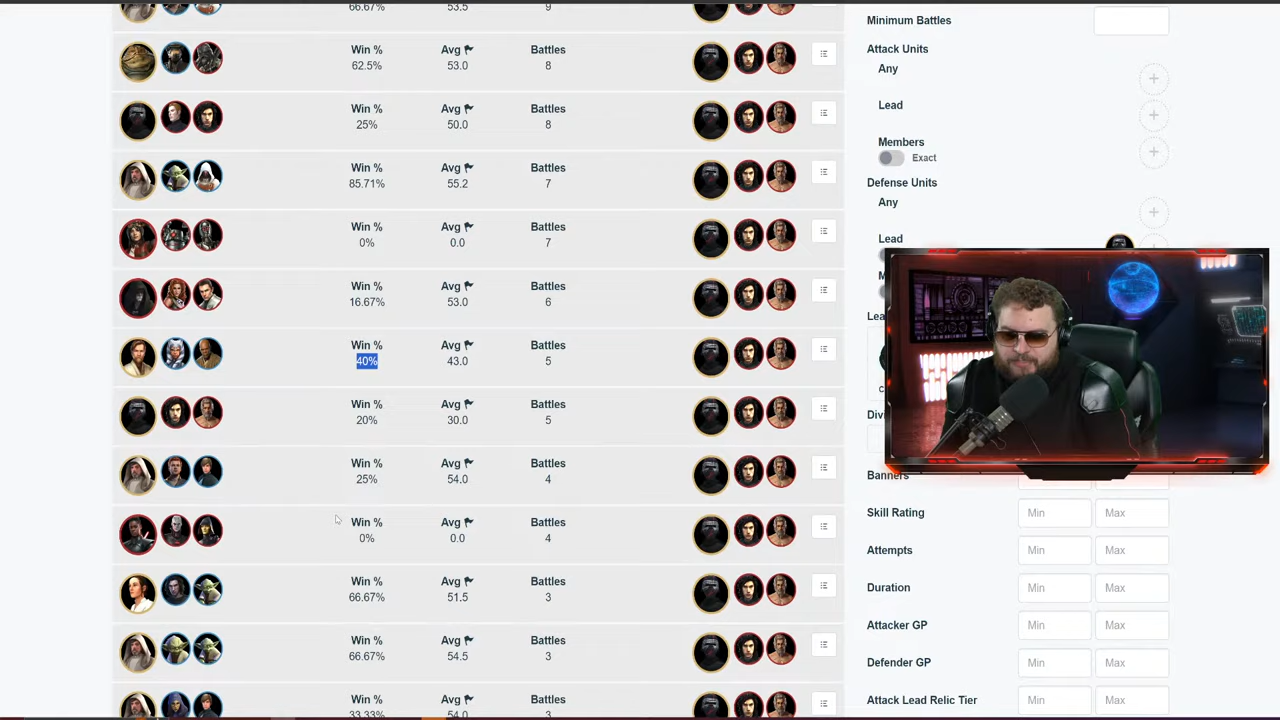 66.67% 53.5 9
Win % Avg Battles
62.5% 53.0 8
Win % Avg Battles
25% 50.0 8
Win % Avg Battles
85.71% 55.2 7
Win % Avg Battles
0% 0.0 7
Win % Avg Battles
16.67% 53.0 6
Win % Avg Battles
40% 43.0 5
Win % Avg Battles
20% 30.0 5
Win % Avg Battles
25% 54.0 4
Win % Avg Battles
0% 0.0 4
Win % Avg Battles
66.67% 51.5 3
Win % Avg Battles
66.67% 54.5 3
Win % Avg Battles
33.33% 54.0
Minimum Battles
Attack Units
Any
Lead
Members
Exact
Defense Units
Any
Lead
M
Lea
C
Divi
Banners
Skill Rating Min Max
Attempts Min Max
Duration Min Max
Attacker GP Min Max
Defender GP Min Max
Attack Lead Relic Tier Min Max